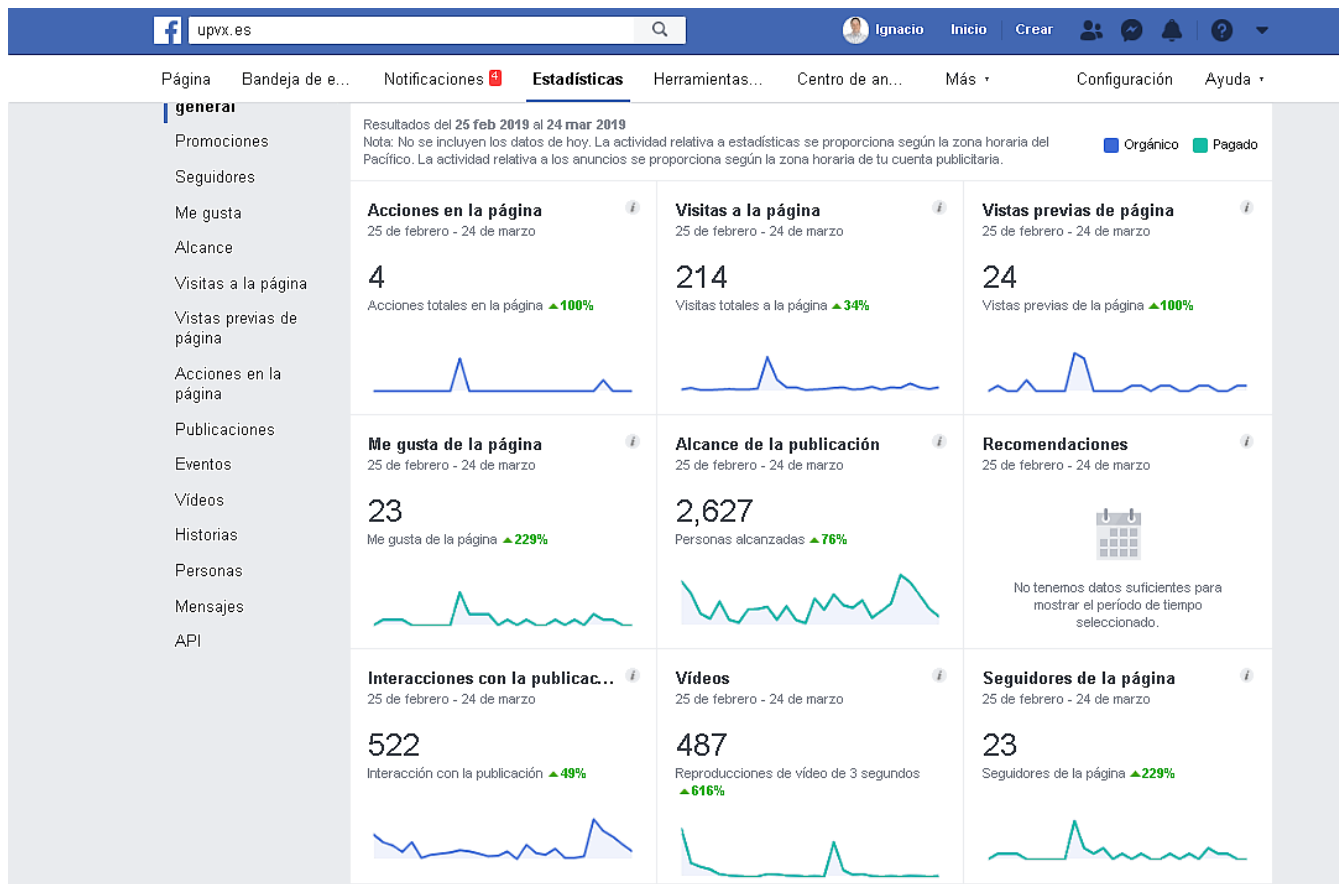 upvx.es
Ignacio
Inicio
Crear
Página
Bandeja de e...
Notificaciones 4
Estadísticas
Herramientas...
Centro de an...
Más
Configuración
Ayuda
general
Promociones
Seguidores
Me gusta
Alcance
Visitas a la página
Vistas previas de
página
Acciones en la
página
Publicaciones
Eventos
Vídeos
Historias
Personas
Mensajes
API
Resultados del 25 feb 2019 al 24 mar 2019
Nota: No se incluyen los datos de hoy. La actividad relativa a estadísticas se proporciona según la zona horaria del
Pacífico. La actividad relativa a los anuncios se proporciona según la zona horaria de tu cuenta publicitaria.
Orgánico
Pagado
Acciones en la página
25 de febrero - 24 de marzo
4
Acciones totales en la página 100%
Visitas a la página
25 de febrero - 24 de marzo
214
Visitas totales a la página 34%
Vistas previas de página
25 de febrero - 24 de marzo
24
Vistas previas de la página 100%
Me gusta de la página
25 de febrero - 24 de marzo
23
Me gusta de la página 229%
Alcance de la publicación
25 de febrero - 24 de marzo
2,627
Personas alcanzadas 76%
Recomendaciones
25 de febrero - 24 de marzo
No tenemos datos suficientes para
mostrar el período de tiempo
seleccionado.
Interacciones con la publicac...
25 de febrero - 24 de marzo
522
Interacción con la publicación 49%
Vídeos
25 de febrero - 24 de marzo
487
Reproducciones de vídeo de 3 segundos
616%
Seguidores de la página
25 de febrero - 24 de marzo
23
Seguidores de la página 229%